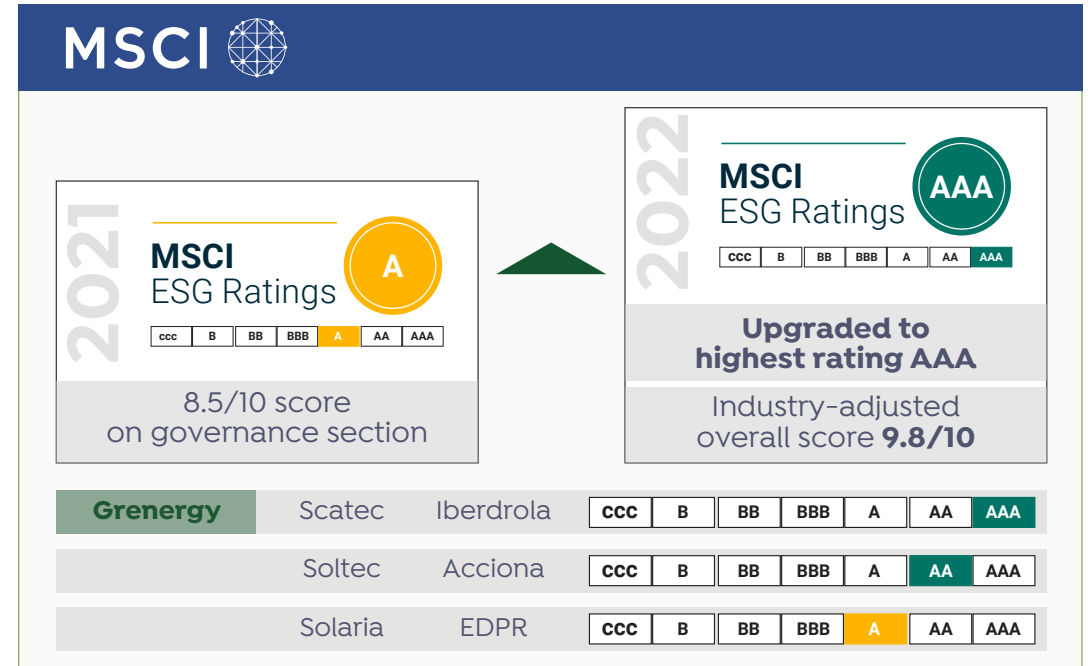 MSCI
2021
MSCI
ESG Ratings
A
CCC B BB BBB A AA AAA
8.5/10 score
on governance section
2022
MSCI
ESG Ratings
AAA
CCC B BB BBB A AA AAA
Upgraded to
highest rating AAA
Industry-adjusted
overall score 9.8/10
Grenergy Scatec Iberdrola CCC B BB BBB A AA AAA
Soltec Acciona CCC B BB BBB A AA AAA
Solaria EDPR CCC B BB BBB A AA AAA